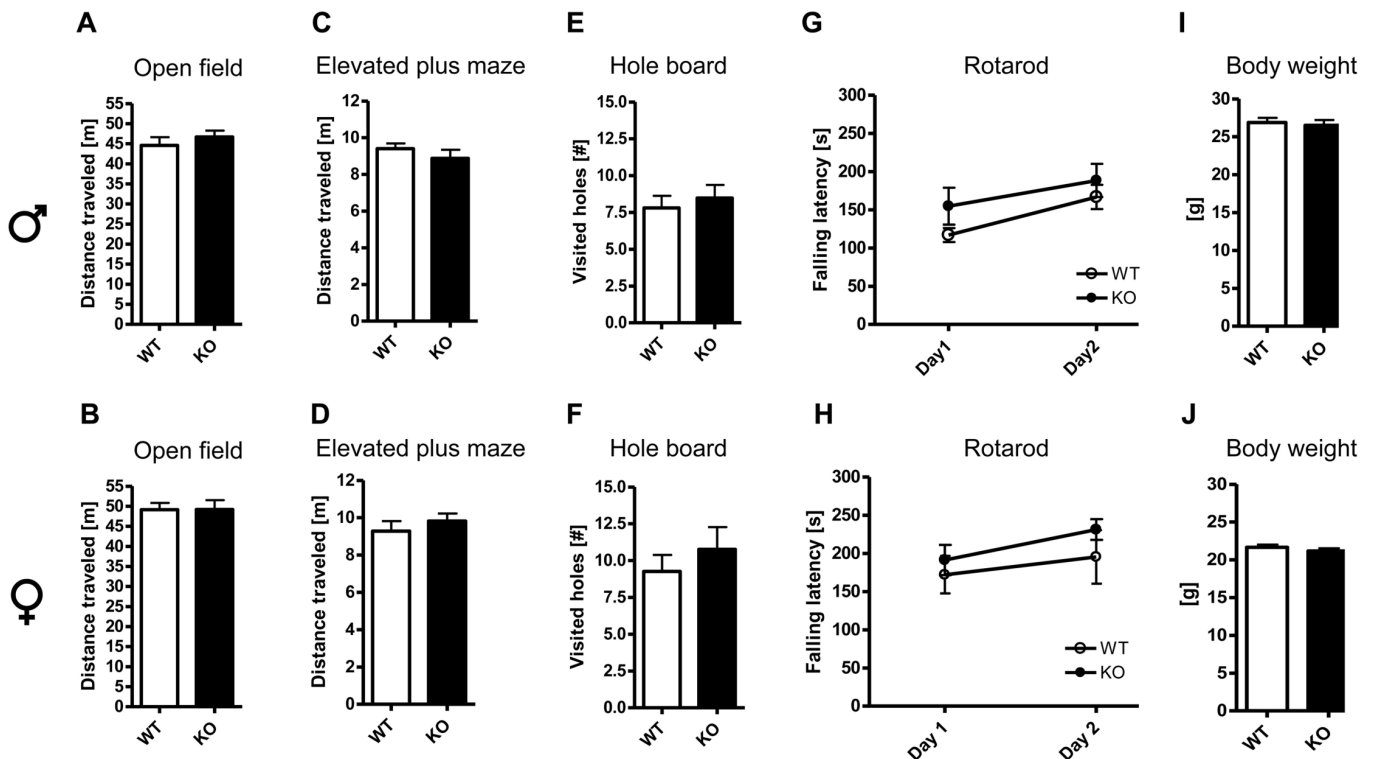 A
Open field
Distance traveled [m]
55
50
45
40
35
30
25
20
15
10
5
0
WT
KO
C
Elevated plus maze
Distance traveled [m]
12
10
8
6
4
2
0
WT
KO
E
Hole board
Visited holes [#]
15.0
12.5
10.0
7.5
5.0
2.5
0.0
WT
KO
G
Rotarod
Falling latency [s]
300
250
200
150
100
50
0
WT
KO
Day1
Day2
I
Body weight
[g]
30
25
20
15
10
5
0
WT
KO
B
Open field
Distance traveled [m]
55
50
45
40
35
30
25
20
15
10
5
0
WT
KO
D
Elevated plus maze
Distance traveled [m]
12
10
8
6
4
2
0
WT
KO
F
Hole board
Visited holes [#]
15.0
12.5
10.0
7.5
5.0
2.5
0.0
WT
KO
H
Rotarod
Falling latency [s]
300
250
200
150
100
50
0
WT
KO
Day 1
Day 2
J
Body weight
[g]
30
25
20
15
10
5
0
WT
KO